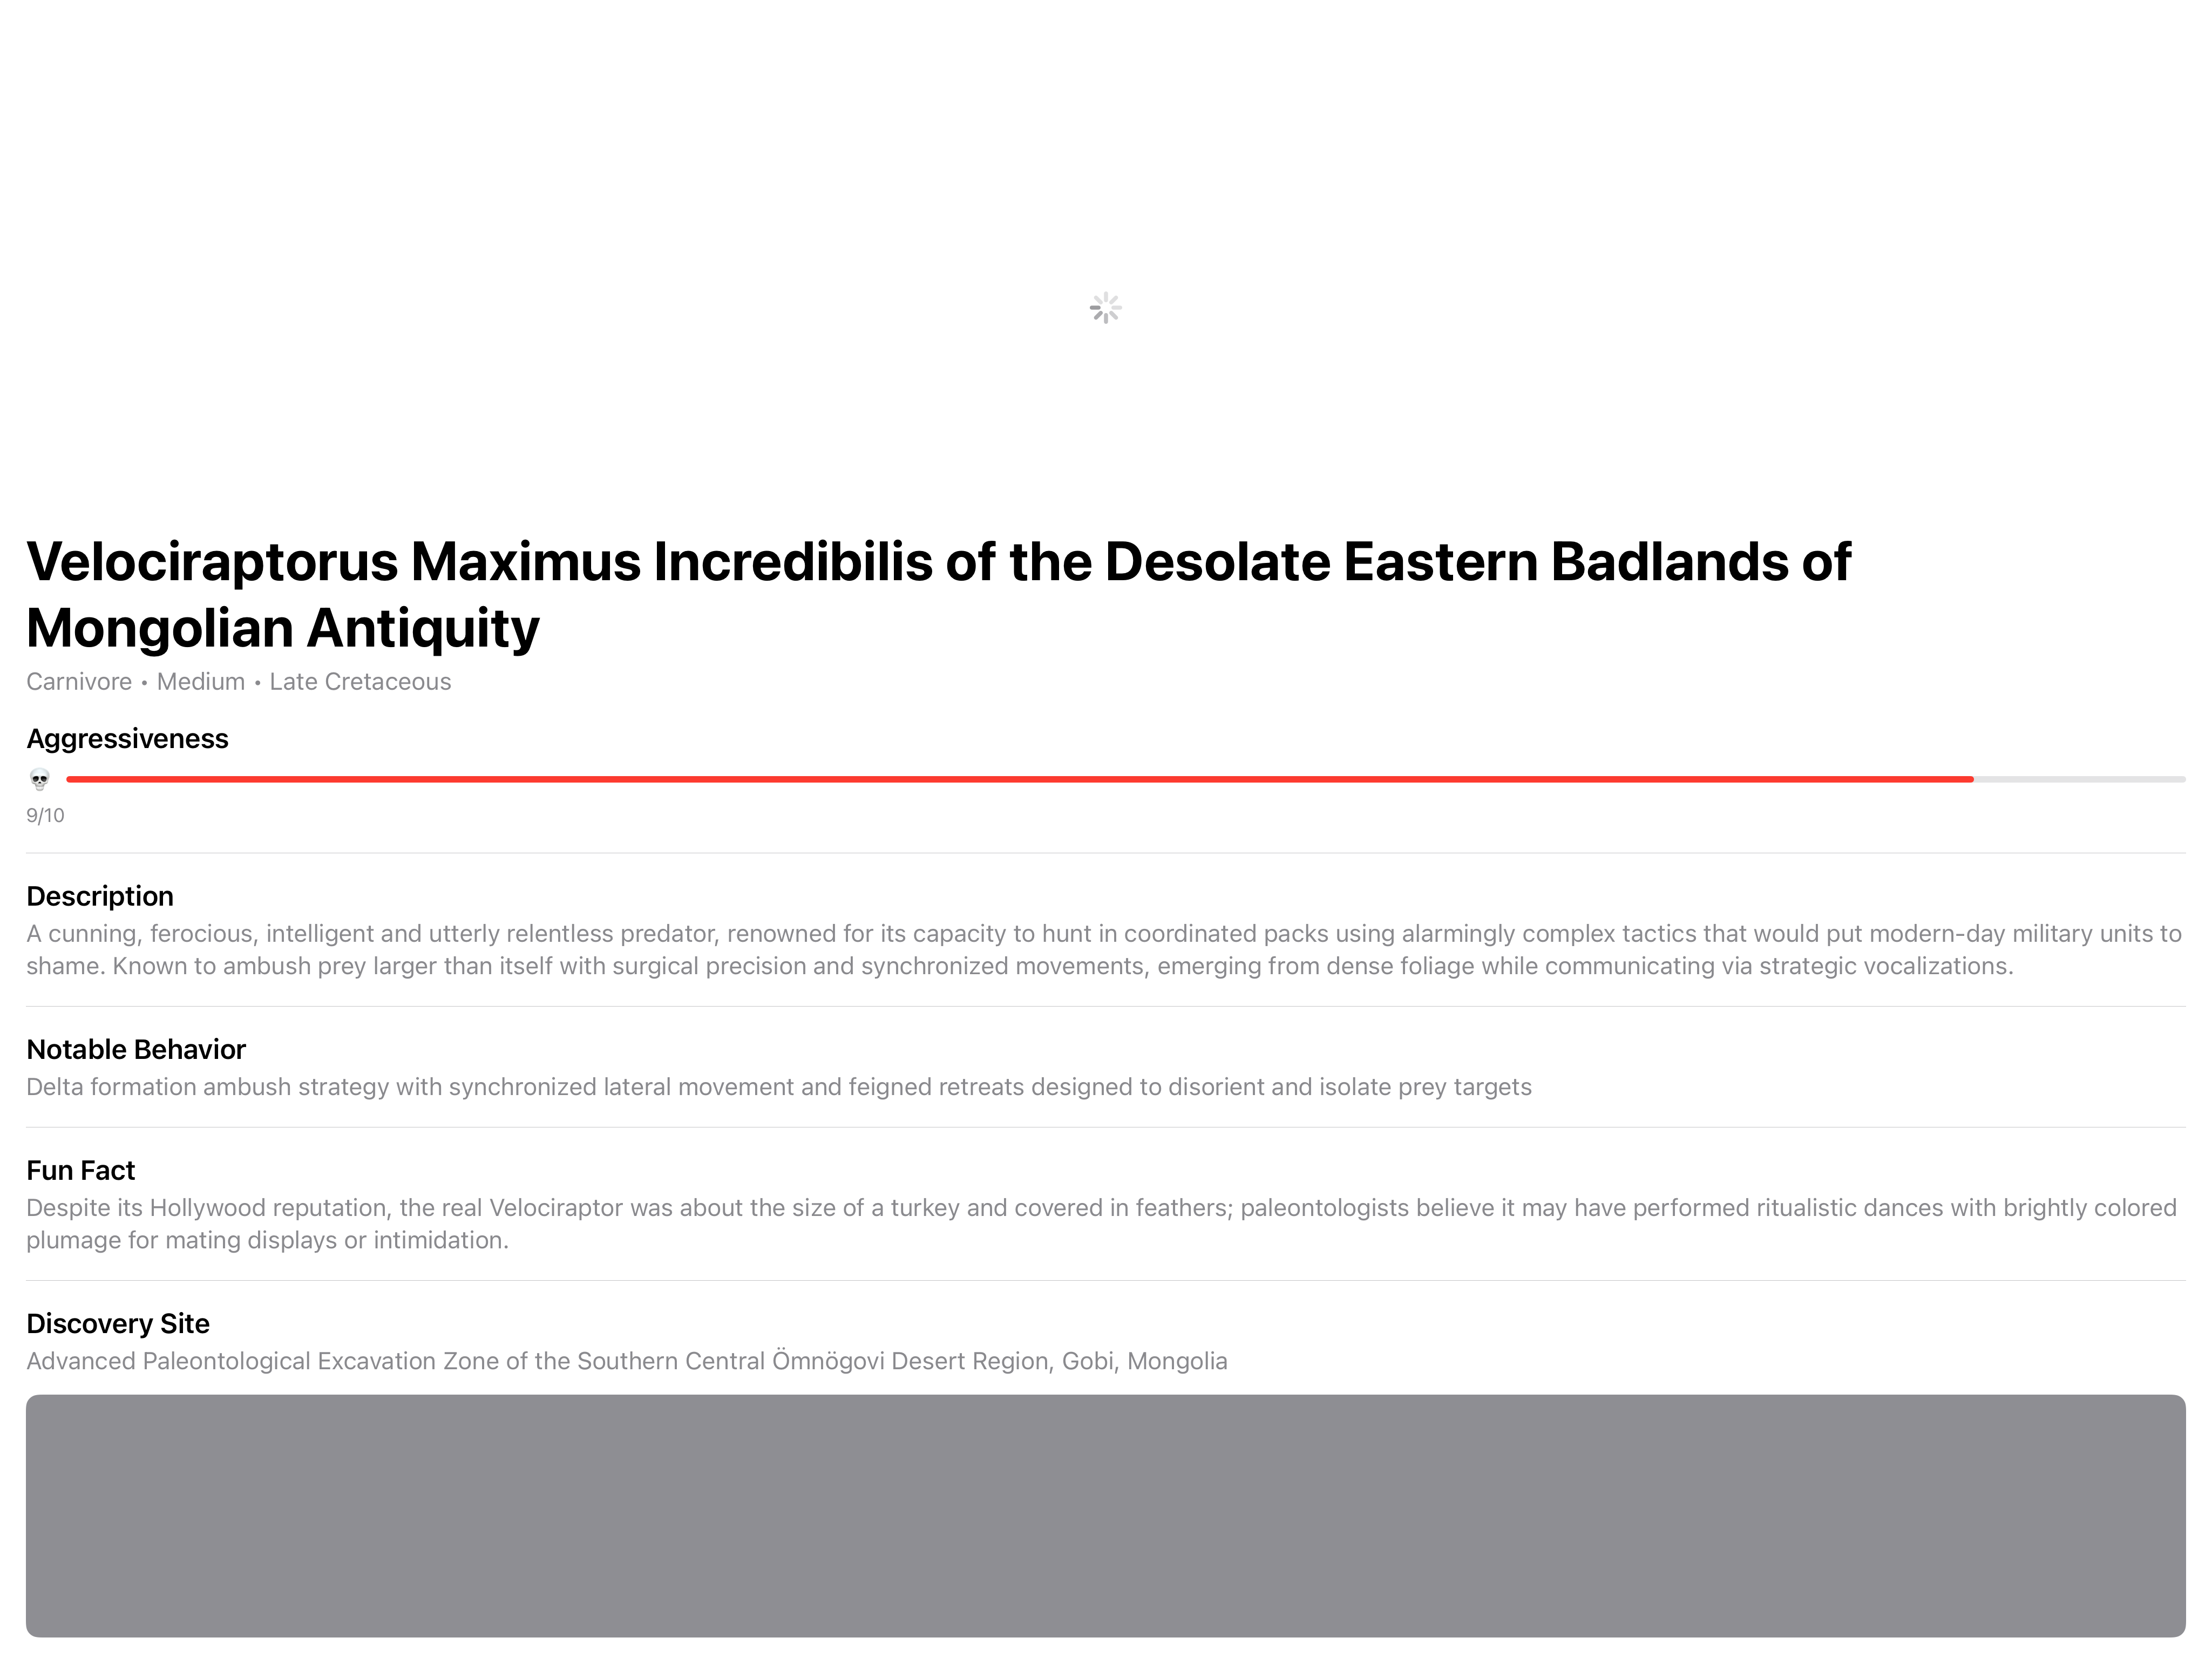 Velociraptorus Maximus Incredibilis of the Desolate Eastern Badlands of
Mongolian Antiquity
Carnivore • Medium • Late Cretaceous
Aggressiveness
9/10
Description
A cunning, ferocious, intelligent and utterly relentless predator, renowned for its capacity to hunt in coordinated packs using alarmingly complex tactics that would put modern-day military units to
shame. Known to ambush prey larger than itself with surgical precision and synchronized movements, emerging from dense foliage while communicating via strategic vocalizations.
Notable Behavior
Delta formation ambush strategy with synchronized lateral movement and feigned retreats designed to disorient and isolate prey targets
Fun Fact
Despite its Hollywood reputation, the real Velociraptor was about the size of a turkey and covered in feathers; paleontologists believe it may have performed ritualistic dances with brightly colored
plumage for mating displays or intimidation.
Discovery Site
Advanced Paleontological Excavation Zone of the Southern Central Ömnögovi Desert Region, Gobi, Mongolia